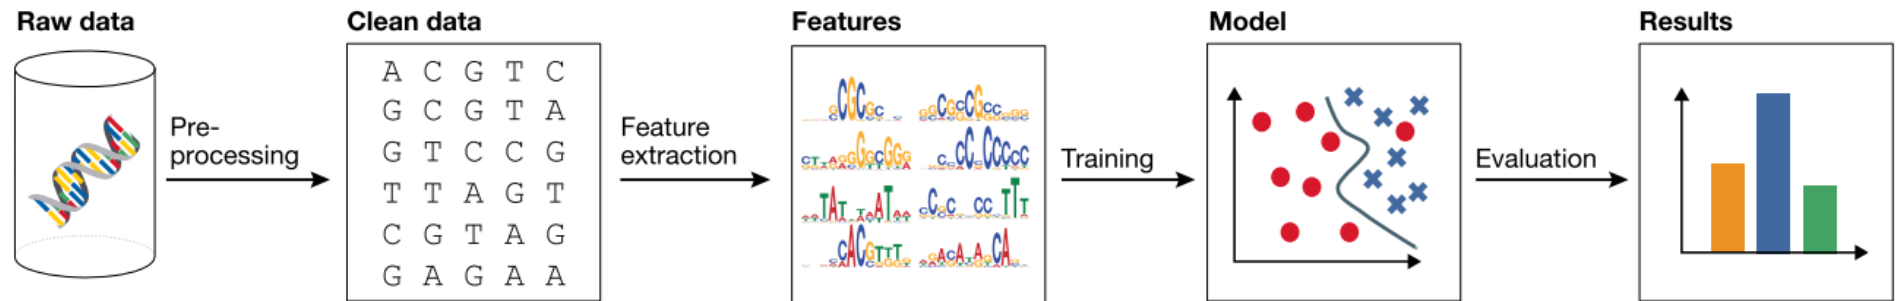 Raw data
Clean data
Features
Model
Results
Pre-
processing
A C G T C
G C G T A
G T C C G
T T A G T
C G T A G
G A G A A
Feature
extraction
Training
Evaluation